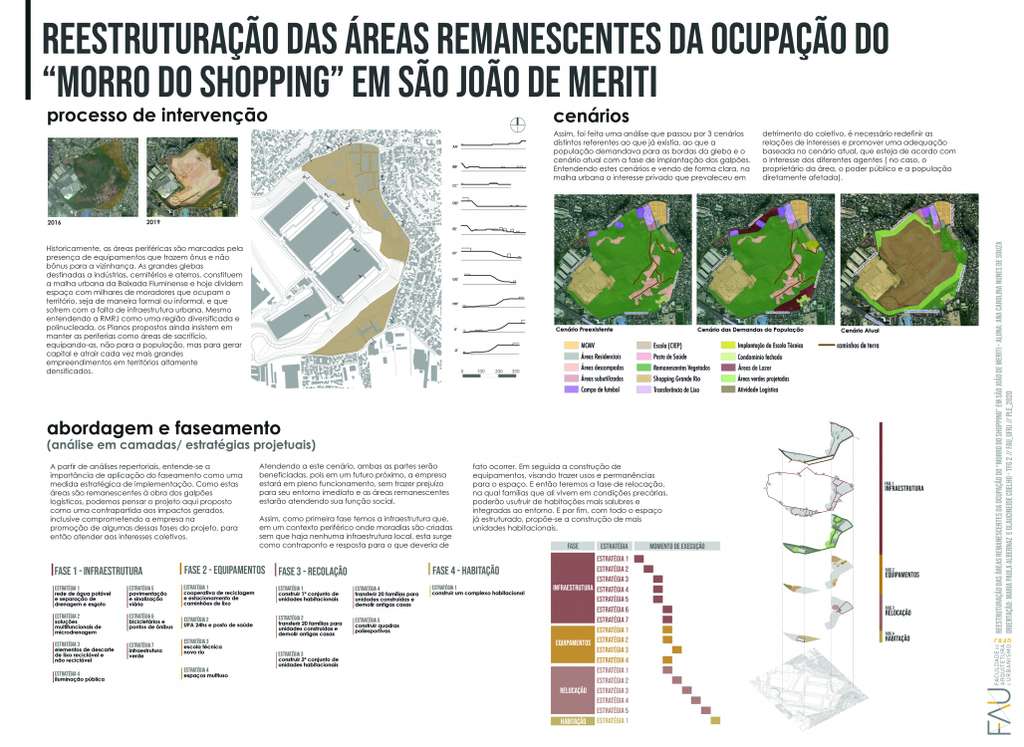 REESTRUTURAÇÃO DAS ÁREAS REMANESCENTES DA OCUPAÇÃO DO
“MORRO DO SHOPPING” EM SÃO JOÃO DE MERITI
processo de intervenção
2016
2019
Historicamente, as áreas periféricas são marcadas pela
presença de equipamentos que trazem ônus e não
bônus para a vizinhança. As grandes glebas
destinadas a indústrias, cemitérios e aterros, constituem
a malha urbana da Baixada Fluminense e hoje dividem
espaço com milhares de moradores que ocupam o
território, seja de maneira formal ou informal, e que
sofrem com a falta de infraestrutura urbana. Mesmo
entendendo a RMRJ como uma região diversificada e
polinucleada, os Planos propostos ainda insistem em
manter as periferias como áreas de sacrifício,
equipando-as, não para a população, mas para gerar
capital e atrair cada vez mais grandes
empreendimentos em territórios altamente
densificados.
0 100 200 300
cenários
Assim, foi feita uma análise que passou por 3 cenários
distintos referentes ao que já existia, ao que a
população demandava para as bordas da gleba e o
cenário atual com a fase de implantação dos galpões.
Entendendo estes cenários e vendo de forma clara, na
malha urbana o interesse privado que prevaleceu em
detrimento do coletivo, é necessário redefinir as
relações de interesses e promover uma adequação
baseada no cenário atual, que esteja de acordo com
o interesse dos diferentes agentes ( no caso, o
proprietário da área, o poder público e a população
diretamente afetada).
Cenário Preexistente
Cenário das Demandas da População
Cenário Atual
MCMV
Áreas Residenciais
Áreas descampadas
Áreas subutilizadas
Campo de futebol
Escola (CIEP)
Posto de Saúde
Remanescentes Vegetados
Shopping Grande Rio
Transferência do Lixo
Implantação de Escola Técnica
Condomínio fechado
Áreas de Lazer
Áreas verdes projetadas
Atividade Logística
caminhos de terra
abordagem e faseamento
(análise em camadas/ estratégias projetuais)
A partir de análises repertoriais, entende-se a
importância de aplicação do faseamento como uma
medida estratégica de implementação. Como estas
áreas são remanescentes à obra dos galpões
logísticos, podemos pensar o projeto aqui proposto
como uma contrapartida aos impactos gerados,
inclusive comprometendo a empresa na
promoção de algumas dessas fases do projeto, para
então atender aos interesses coletivos.
Atendendo a este cenário, ambas as partes serão
beneficiadas, pois em um futuro próximo, a empresa
estará em pleno funcionamento, sem trazer prejuízo
para seu entorno imediato e as áreas remanescentes
estarão atendendo sua função social.
Assim, como primeira fase temos a infraestrutura que,
em um contexto periférico onde moradias são criadas
sem que haja nenhuma infraestrutura local, esta surge
como contraponto e resposta para o que deveria de
fato ocorrer. Em seguida a construção de
equipamentos, visando trazer usos e permanências
para o espaço. E então teremos a fase de relocação,
na qual famílias que ali vivem em condições precárias,
poderão usufruir de habitações mais salubres e
integradas ao entorno. E por fim, com todo o espaço
já estruturado, propõe-se a construção de mais
unidades habitacionais.
FASE 1 - INFRAESTRUTURA
ESTRATÉGIA 1
rede de água potável
e separação de
drenagem e esgoto
ESTRATÉGIA 2
soluções
multifuncionais de
microdrenagem
ESTRATÉGIA 3
elementos de descarte
de lixo reciclável e
não reciclável
ESTRATÉGIA 4
iluminação pública
ESTRATÉGIA 5
pavimentação
e sinalização
viária
ESTRATÉGIA 6
bicicletários e
pontos de ônibus
ESTRATÉGIA 7
infraestrutura
verde
FASE 2 - EQUIPAMENTOS
ESTRATÉGIA 1
cooperativa de reciclagem
e estacionamento de
caminhões de lixo
ESTRATÉGIA 2
UPA 24hs e posto de saúde
ESTRATÉGIA 3
escola técnica
novo rio
ESTRATÉGIA 4
espaços multiuso
FASE 3 - RECOLAÇÃO
ESTRATÉGIA 1
construir 1º conjunto de
unidades habitacionais
ESTRATÉGIA 2
transferir 20 famílias para
unidades construídas e
demolir antigas casas
ESTRATÉGIA 3
construir 2º conjunto de
unidades habitacionais
ESTRATÉGIA 4
transferir 20 famílias para
unidades construídas e
demolir antigas casas
ESTRATÉGIA 5
construir quadras
poliesportivas
FASE 4 - HABITAÇÃO
ESTRATÉGIA 1
construir um complexo habitacional
FASE ESTRATÉGIA MOMENTO DE EXECUÇÃO
INFRAESTRUTURA
ESTRATÉGIA 1
ESTRATÉGIA 2
ESTRATÉGIA 3
ESTRATÉGIA 4
ESTRATÉGIA 5
ESTRATÉGIA 6
ESTRATÉGIA 7
EQUIPAMENTOS
ESTRATÉGIA 1
ESTRATÉGIA 2
ESTRATÉGIA 3
ESTRATÉGIA 4
RELOCAÇÃO
ESTRATÉGIA 1
ESTRATÉGIA 2
ESTRATÉGIA 3
ESTRATÉGIA 4
ESTRATÉGIA 5
HABITAÇÃO ESTRATÉGIA 1
FASE 1
INFRAESTRUTURA
FASE 2
EQUIPAMENTOS
FASE 3
RELOCAÇÃO
FASE 4
HABITAÇÃO
REESTRUTURAÇÃO DAS ÁREAS REMANESCENTES DA OCUPAÇÃO DO "MORRO DO SHOPPING" EM SÃO JOÃO DE MERITI - ALUNA: ANA CAROLINA NUNES DE SOUZA
ORIENTAÇÃO: MARIA PAULA ALBERNAZ E GLAUCINEIDE COELHO - TFG 2 // FAU_UFRJ // PLE_2020
FAU
FACULDADE DE
ARQUITETURA
E URBANISMO